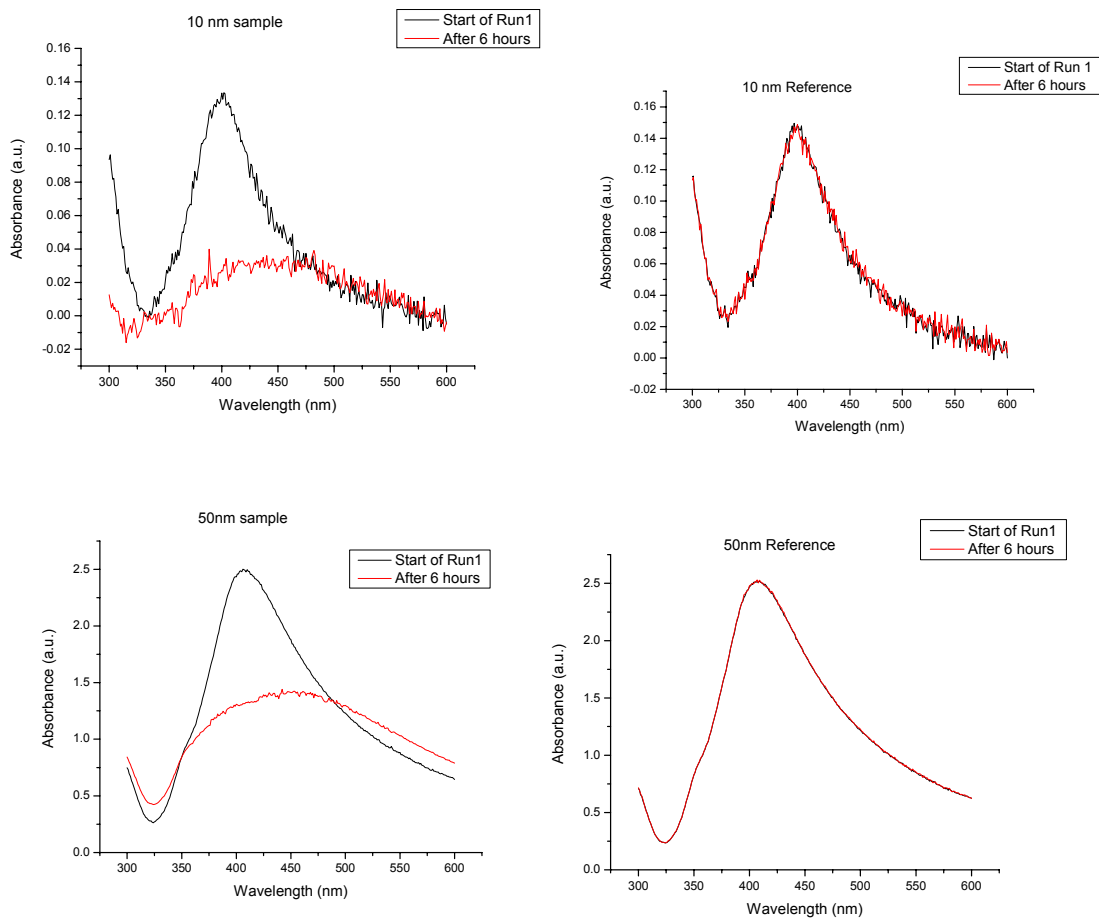 10 nm sample
Start of Run1
After 6 hours
0.16
0.14
0.12
0.10
0.08
0.06
0.04
0.02
0.00
-0.02
Absorbance (a.u.)
300 350 400 450 500 550 600
Wavelength (nm)
10 nm Reference
Start of Run 1
After 6 hours
0.16
0.14
0.12
0.10
0.08
0.06
0.04
0.02
0.00
-0.02
Absorbance (a.u.)
300 350 400 450 500 550 600
Wavelength (nm)
50nm sample
Start of Run1
After 6 hours
2.5
2.0
1.5
1.0
0.5
0.0
Absorbance (a.u.)
300 350 400 450 500 550 600
Wavelength (nm)
50nm Reference
Start of Run1
After 6 hours
2.5
2.0
1.5
1.0
0.5
0.0
Absorbance (a.u.)
300 350 400 450 500 550 600
Wavelength (nm)